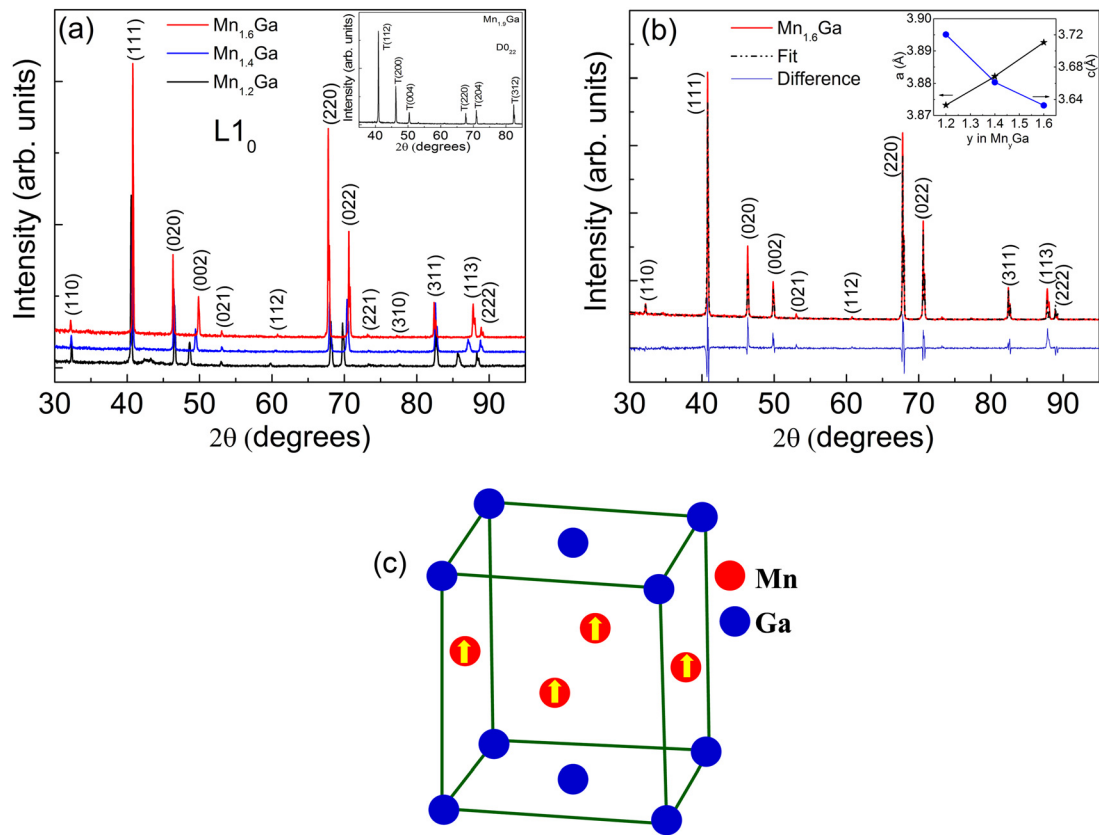 (a)
Mn1.6Ga
Mn1.4Ga
Mn1.2Ga
L10
Intensity (arb. units)
2θ (degrees)
30 40 50 60 70 80 90
(110)
(111)
(020)
(002)
(021)
(112)
(220)
(022)
(221)
(310)
(311)
(113)
(222)
Mn1.9Ga
D022
Intensity (arb. units)
T(112)
T(200)
T(004)
T(220)
T(204)
T(312)
40 50 60 70 80
2θ (degrees)
(b)
Mn1.6Ga
Fit
Difference
Intensity (arb. units)
2θ (degrees)
30 40 50 60 70 80 90
(110)
(111)
(020)
(002)
(021)
(112)
(220)
(022)
(311)
(113)
(222)
3.90
3.89
3.88
3.87
a (Å)
3.72
3.68
3.64
c(Å)
1.2 1.3 1.4 1.5 1.6
y in MnyGa
(c)
Mn
Ga